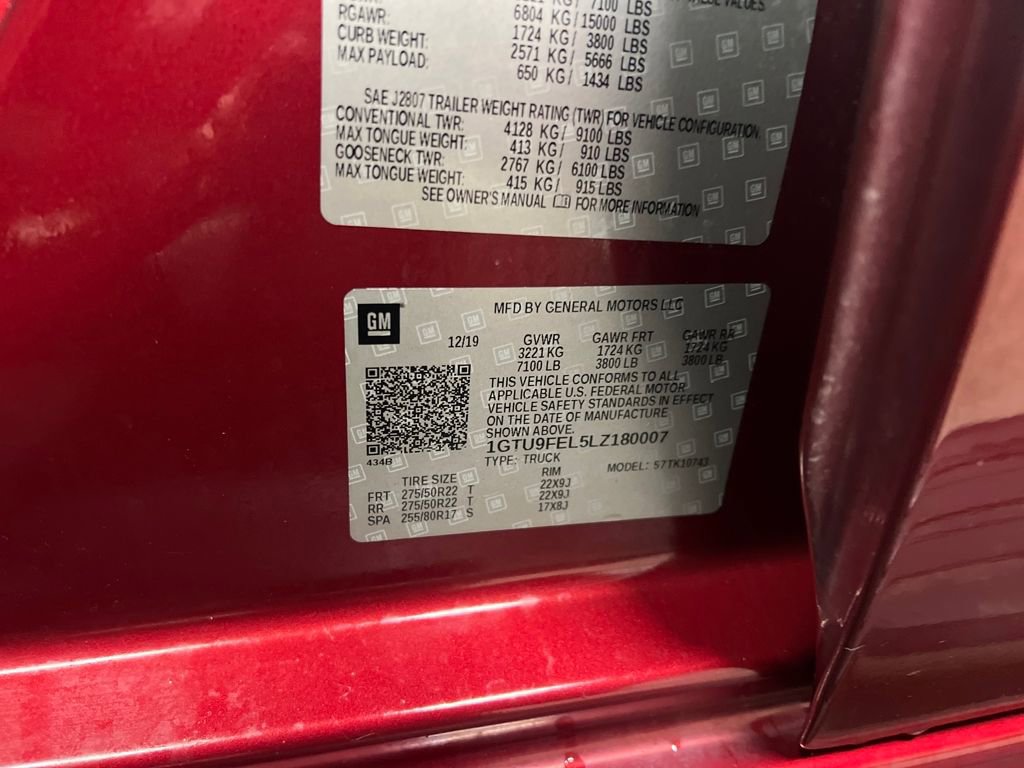 7100 LBS
RGAWR: 6804 KG/15000 LBS
CURB WEIGHT: 1724 KG/ 3800 LBS
MAX PAYLOAD: 2571 KG/ 5666 LBS
650 KG/ 1434 LBS
SAE J2807 TRAILER WEIGHT RATING (TWR) FOR VEHICLE CONFIGURATION.
CONVENTIONAL TWR: 4128 KG/ 9100 LBS
MAX TONGUE WEIGHT: 413 KG/ 910 LBS
GOOSENECK TWR: 2767 KG/ 6100 LBS
MAX TONGUE WEIGHT: 415 KG/ 915 LBS
SEE OWNER'S MANUAL FOR MORE INFORMATION
GM
MFD BY GENERAL MOTORS LLC
12/19 GVWR GAWR FRT GAWR RR
3221 KG 1724 KG 1724 KG
7100 LB 3800 LB 3800 LB
THIS VEHICLE CONFORMS TO ALL
APPLICABLE U.S. FEDERAL MOTOR
VEHICLE SAFETY STANDARDS IN EFFECT
ON THE DATE OF MANUFACTURE
SHOWN ABOVE.
1GTU9FEL5LZ180007
434B TYPE: TRUCK MODEL: 57TK10743
TIRE SIZE RIM
FRT 275/50R22 T 22X9J
RR 275/50R22 T 22X9J
SPA 255/80R17 S 17X8J